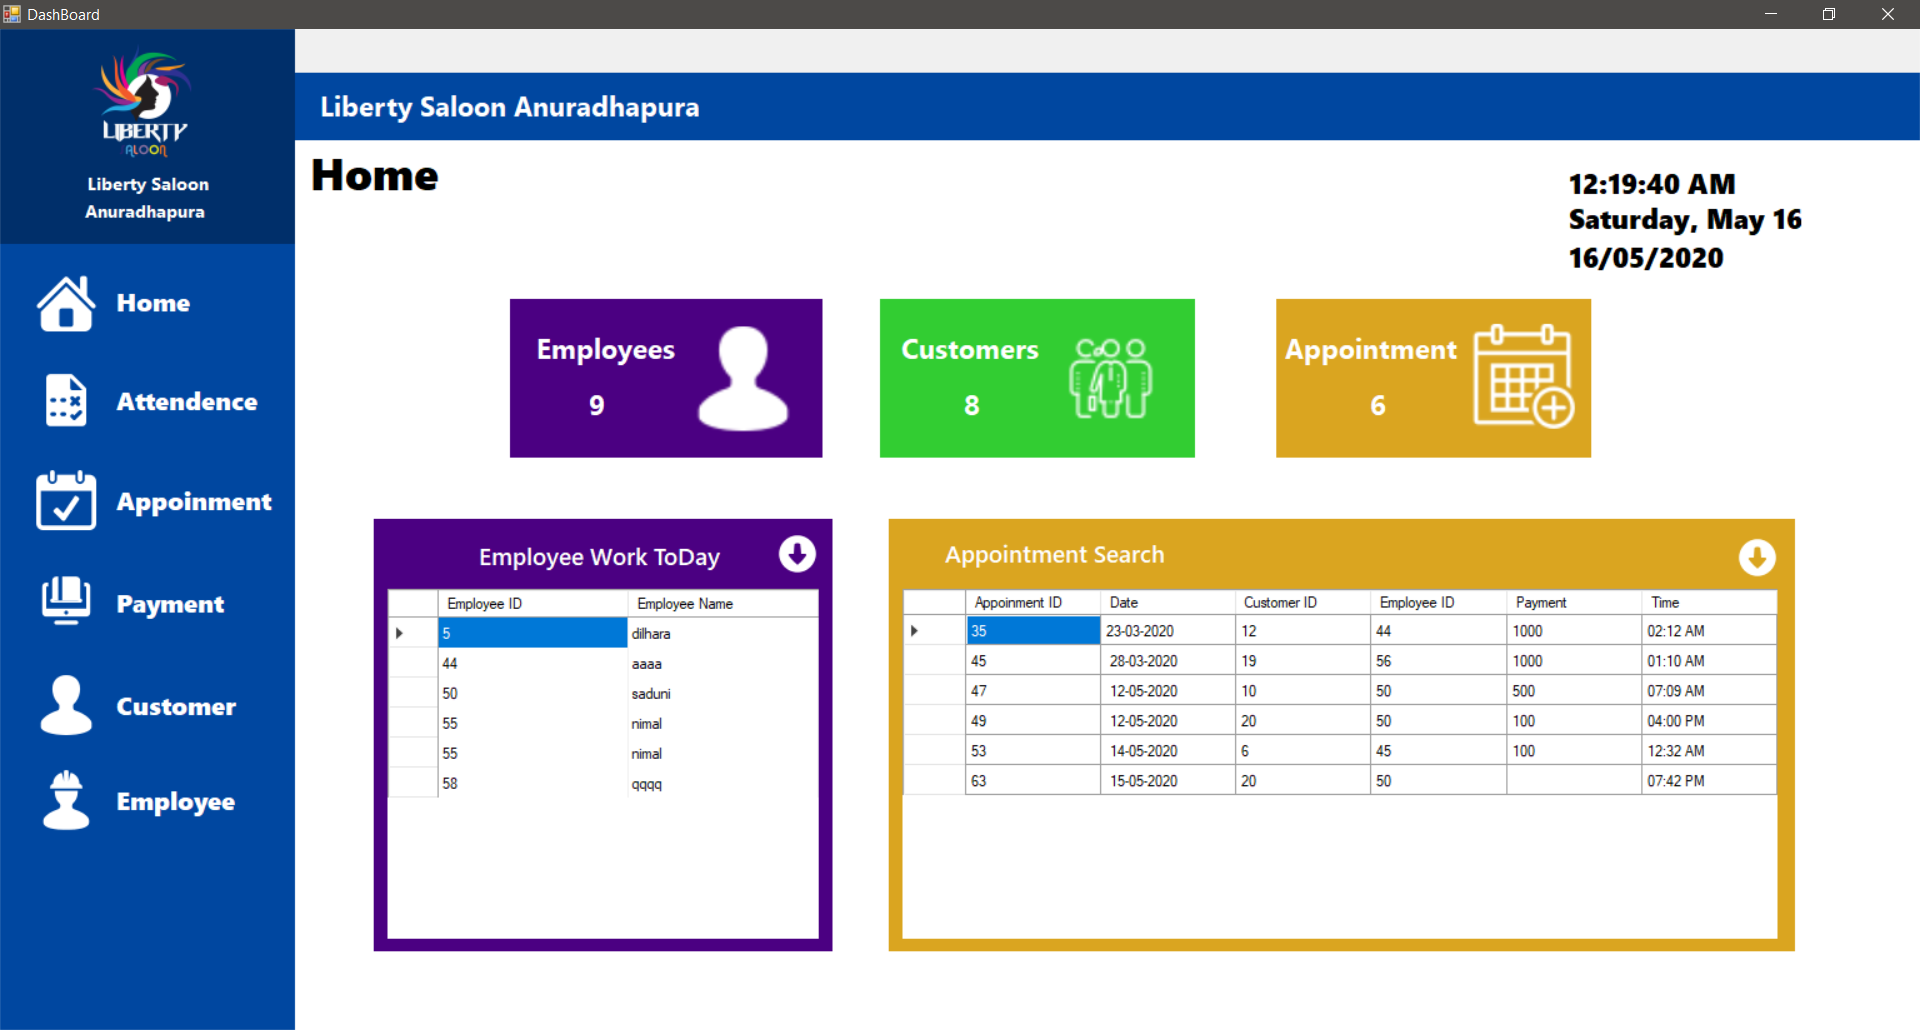 DashBoard
LIBERTY
ALOON
Liberty Saloon
Anuradhapura
Liberty Saloon Anuradhapura
Home
12:19:40 AM
Saturday, May 16
16/05/2020
Home
Attendence
Appoinment
Payment
Customer
Employee
Employees
9
Customers
8
Appointment
6
Employee Work ToDay
Employee ID Employee Name
5 dilhara
44 aaaa
50 saduni
55 nimal
55 nimal
58 qqqq
Appointment Search
Appoinment ID Date Customer ID Employee ID Payment Time
35 23-03-2020 12 44 1000 02:12 AM
45 28-03-2020 19 56 1000 01:10 AM
47 12-05-2020 10 50 500 07:09 AM
49 12-05-2020 20 50 100 04:00 PM
53 14-05-2020 6 45 100 12:32 AM
63 15-05-2020 20 50 07:42 PM